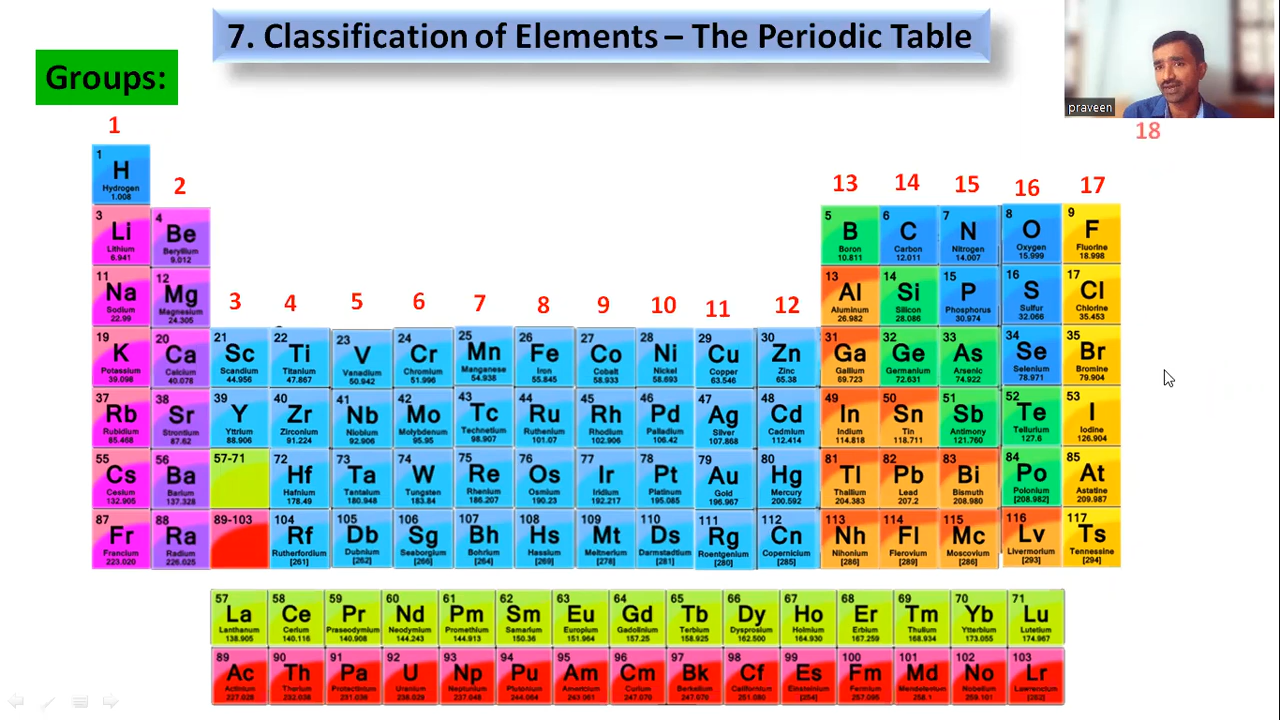 7. Classification of Elements – The Periodic Table
Groups:
praveen
1 18
2 13 14 15 16 17
3 4 5 6 7 8 9 10 11 12
1 H Hydrogen 1.008
3 Li Lithium 6.941
4 Be Beryllium 9.012
5 B Boron 10.811
6 C Carbon 12.011
7 N Nitrogen 14.007
8 O Oxygen 15.999
9 F Fluorine 18.998
11 Na Sodium 22.99
12 Mg Magnesium 24.305
13 Al Aluminum 26.982
14 Si Silicon 28.086
15 P Phosphorus 30.974
16 S Sulfur 32.066
17 Cl Chlorine 35.453
19 K Potassium 39.098
20 Ca Calcium 40.078
21 Sc Scandium 44.956
22 Ti Titanium 47.867
23 V Vanadium 50.942
24 Cr Chromium 51.996
25 Mn Manganese 54.938
26 Fe Iron 55.845
27 Co Cobalt 58.933
28 Ni Nickel 58.693
29 Cu Copper 63.546
30 Zn Zinc 65.38
31 Ga Gallium 69.723
32 Ge Germanium 72.631
33 As Arsenic 74.922
34 Se Selenium 78.971
35 Br Bromine 79.904
37 Rb Rubidium 85.468
38 Sr Strontium 87.62
39 Y Yttrium 88.906
40 Zr Zirconium 91.224
41 Nb Niobium 92.906
42 Mo Molybdenum 95.95
43 Tc Technetium 98.907
44 Ru Ruthenium 101.07
45 Rh Rhodium 102.906
46 Pd Palladium 106.42
47 Ag Silver 107.868
48 Cd Cadmium 112.414
49 In Indium 114.818
50 Sn Tin 118.711
51 Sb Antimony 121.760
52 Te Tellurium 127.6
53 I Iodine 126.904
55 Cs Cesium 132.905
56 Ba Barium 137.328
57-71
72 Hf Hafnium 178.49
73 Ta Tantalum 180.948
74 W Tungsten 183.84
75 Re Rhenium 186.207
76 Os Osmium 190.23
77 Ir Iridium 192.217
78 Pt Platinum 195.085
79 Au Gold 196.967
80 Hg Mercury 200.592
81 Tl Thallium 204.383
82 Pb Lead 207.2
83 Bi Bismuth 208.980
84 Po Polonium [208.982]
85 At Astatine 209.987
87 Fr Francium 223.020
88 Ra Radium 226.025
89-103
104 Rf Rutherfordium [261]
105 Db Dubnium [262]
106 Sg Seaborgium [266]
107 Bh Bohrium [264]
108 Hs Hassium [269]
109 Mt Meitnerium [278]
110 Ds Darmstadtium [281]
111 Rg Roentgenium [280]
112 Cn Copernicium [285]
113 Nh Nihonium [286]
114 Fl Flerovium [289]
115 Mc Moscovium [286]
116 Lv Livermorium [293]
117 Ts Tennessine [294]
57 La Lanthanum 138.905
58 Ce Cerium 140.116
59 Pr Praseodymium 140.908
60 Nd Neodymium 144.243
61 Pm Promethium 144.913
62 Sm Samarium 150.36
63 Eu Europium 151.964
64 Gd Gadolinium 157.25
65 Tb Terbium 158.925
66 Dy Dysprosium 162.500
67 Ho Holmium 164.930
68 Er Erbium 167.259
69 Tm Thulium 168.934
70 Yb Ytterbium 173.055
71 Lu Lutetium 174.967
89 Ac Actinium 227.028
90 Th Thorium 232.038
91 Pa Protactinium 231.036
92 U Uranium 238.029
93 Np Neptunium 237.048
94 Pu Plutonium 244.064
95 Am Americium 243.061
96 Cm Curium 247.070
97 Bk Berkelium 247.070
98 Cf Californium 251.080
99 Es Einsteinium [254]
100 Fm Fermium 257.095
101 Md Mendelevium 258.1
102 No Nobelium 259.101
103 Lr Lawrencium [262]